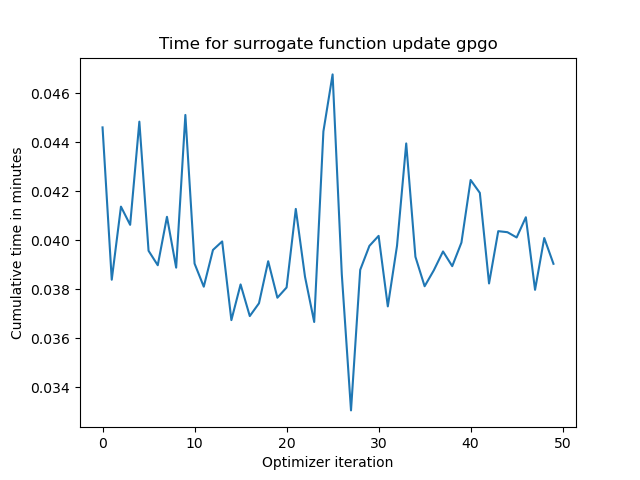 Time for surrogate function update gpgo
Cumulative time in minutes
0.046
0.044
0.042
0.040
0.038
0.036
0.034
0 10 20 30 40 50
Optimizer iteration